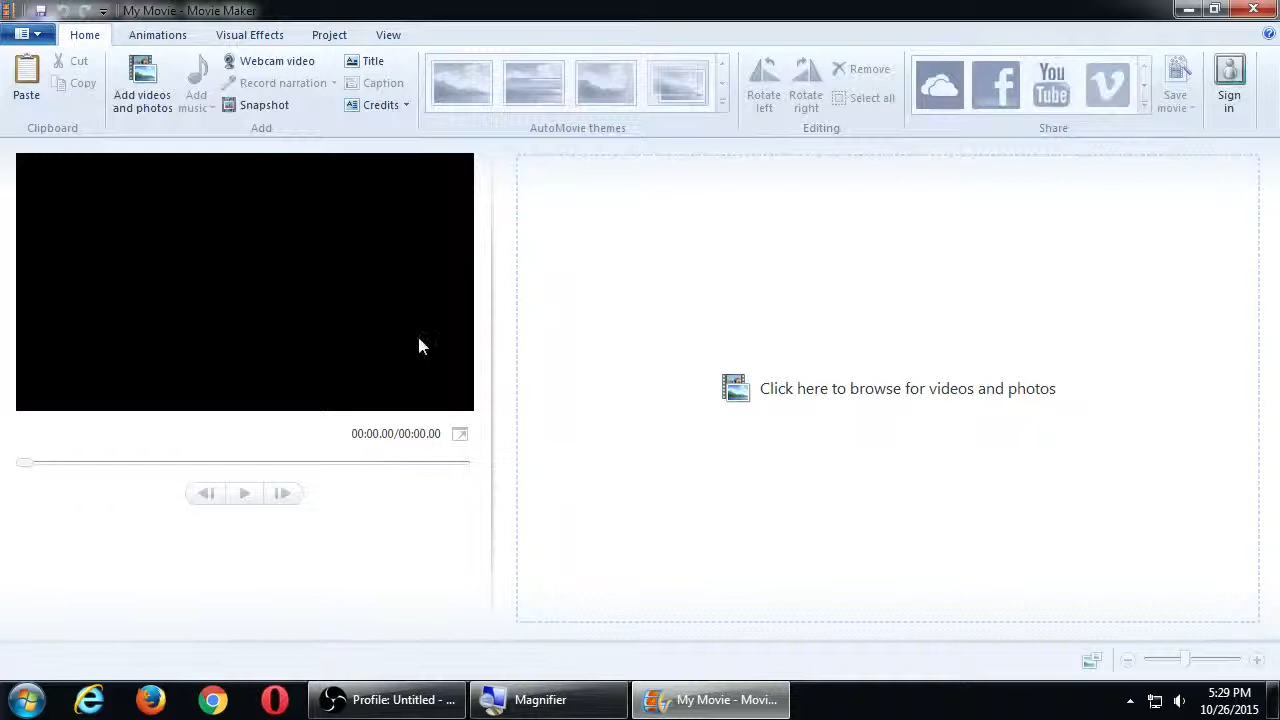 My Movie - Movie Maker
Home
Animations
Visual Effects
Project
View
Paste
Cut
Copy
Clipboard
Add videos
and photos
Add
music
Webcam video
Record narration
Snapshot
Title
Caption
Credits
Add
AutoMovie themes
Rotate
left
Rotate
right
Remove
Select all
Editing
You
Tube
Save
movie
Share
Sign
in
Click here to browse for videos and photos
00:00.00/00:00.00
Profile: Untitled - ...
Magnifier
My Movie - Movi...
5:29 PM
10/26/2015